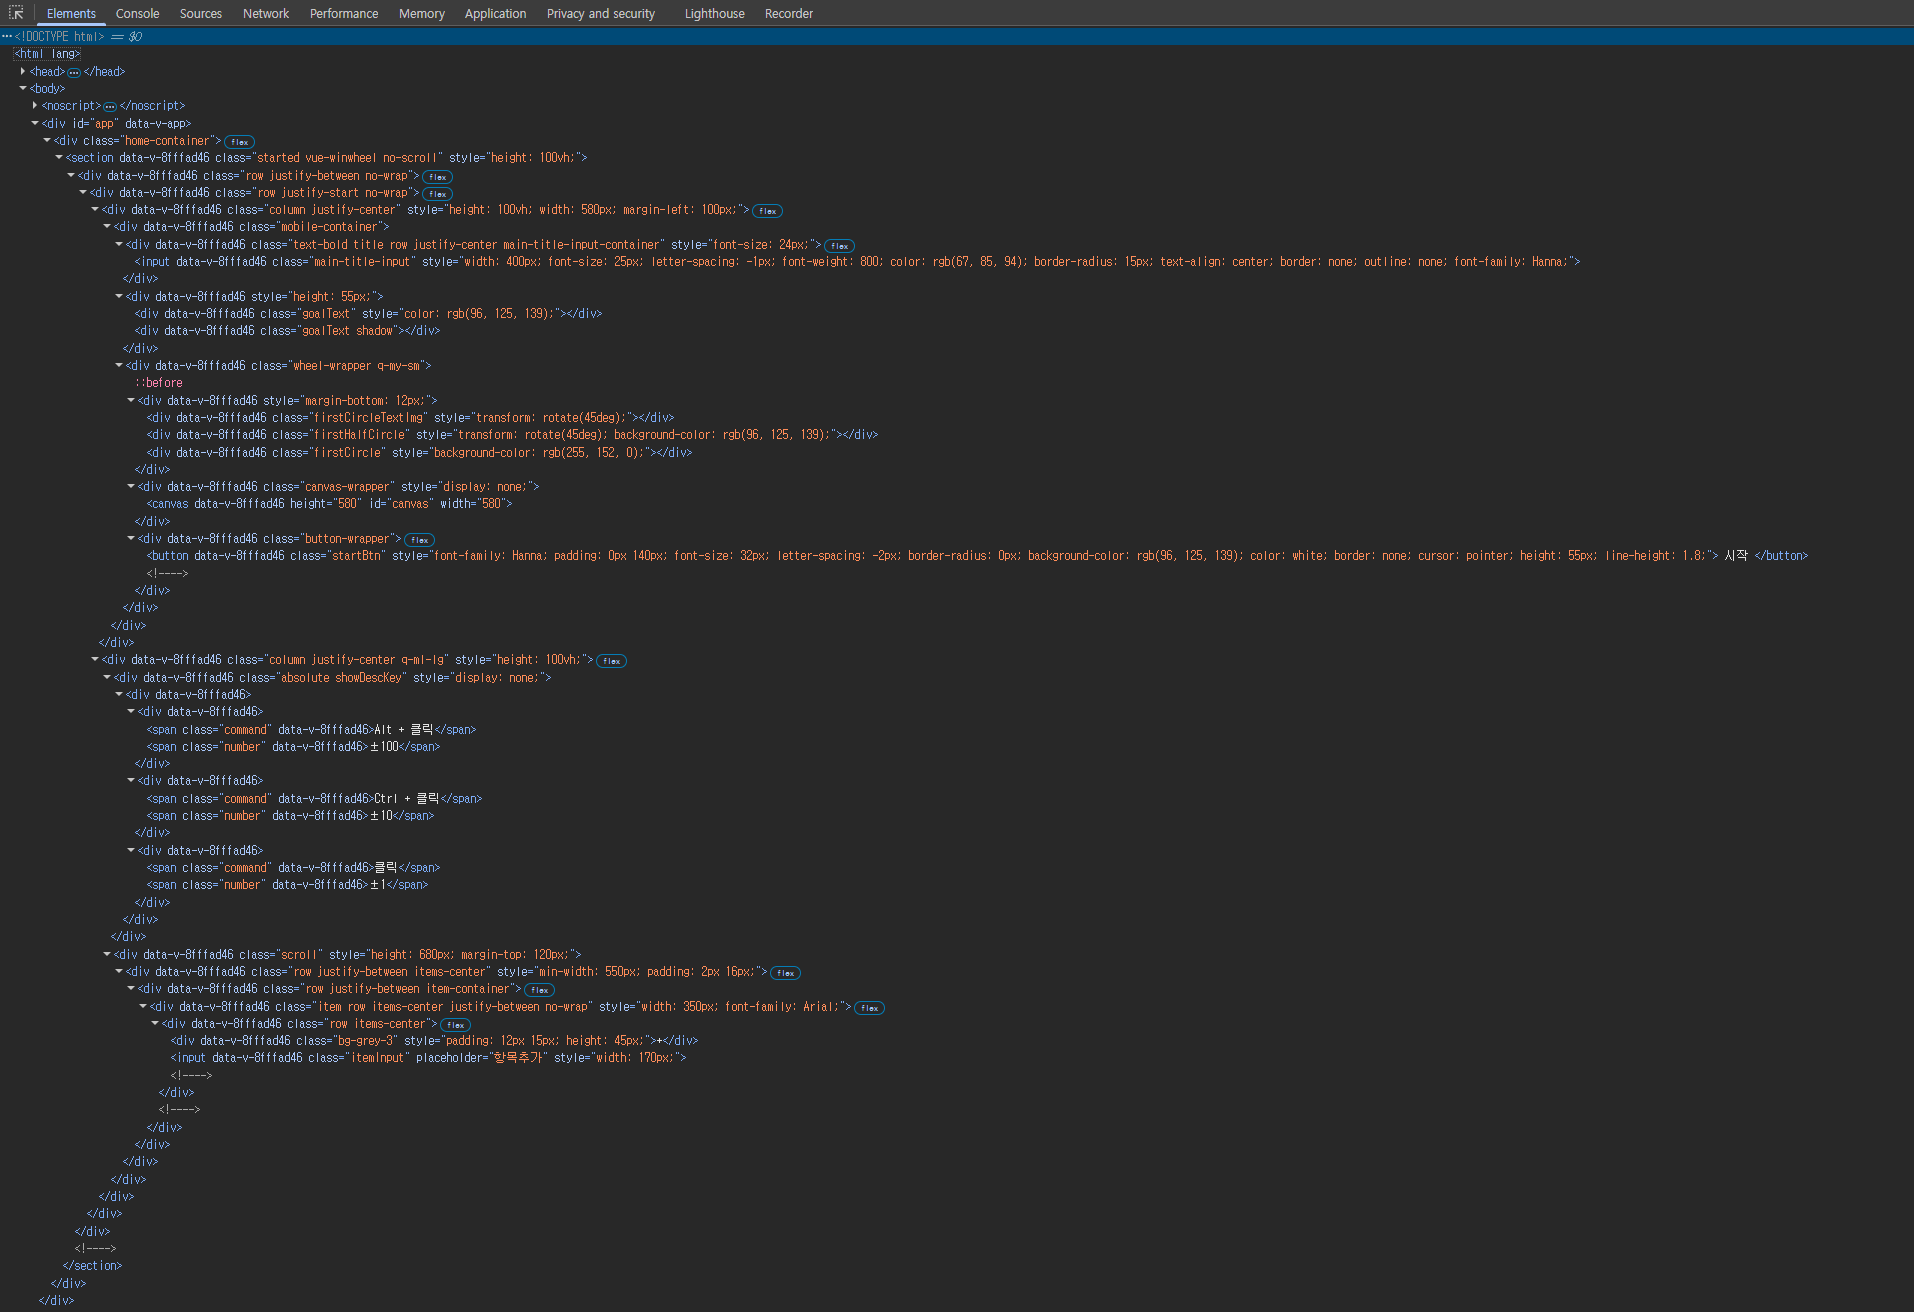 Elements Console Sources Network Performance Memory Application Privacy and security Lighthouse Recorder
<!DOCTYPE html> == $0
<html lang>
<head> … </head>
<body>
<noscript> … </noscript>
<div id="app" data-v-app>
<div class="home-container"> flex
<section data-v-8fffad46 class="started vue-winwheel no-scroll" style="height: 100vh;">
<div data-v-8fffad46 class="row justify-between no-wrap"> flex
<div data-v-8fffad46 class="row justify-start no-wrap"> flex
<div data-v-8fffad46 class="column justify-center" style="height: 100vh; width: 580px; margin-left: 100px;"> flex
<div data-v-8fffad46 class="mobile-container">
<div data-v-8fffad46 class="text-bold title row justify-center main-title-input-container" style="font-size: 24px;"> flex
<input data-v-8fffad46 class="main-title-input" style="width: 400px; font-size: 25px; letter-spacing: -1px; font-weight: 800; color: rgb(67, 85, 94); border-radius: 15px; text-align: center; border: none; outline: none; font-family: Hanna;">
</div>
<div data-v-8fffad46 style="height: 55px;">
<div data-v-8fffad46 class="goalText" style="color: rgb(96, 125, 139);"></div>
<div data-v-8fffad46 class="goalText shadow"></div>
</div>
<div data-v-8fffad46 class="wheel-wrapper q-my-sm">
::before
<div data-v-8fffad46 style="margin-bottom: 12px;">
<div data-v-8fffad46 class="firstCircleTextImg" style="transform: rotate(45deg);"></div>
<div data-v-8fffad46 class="firstHalfCircle" style="transform: rotate(45deg); background-color: rgb(96, 125, 139);"></div>
<div data-v-8fffad46 class="firstCircle" style="background-color: rgb(255, 152, 0);"></div>
</div>
<div data-v-8fffad46 class="canvas-wrapper" style="display: none;">
<canvas data-v-8fffad46 height="580" id="canvas" width="580">
</div>
<div data-v-8fffad46 class="button-wrapper"> flex
<button data-v-8fffad46 class="startBtn" style="font-family: Hanna; padding: 0px 140px; font-size: 32px; letter-spacing: -2px; border-radius: 0px; background-color: rgb(96, 125, 139); color: white; border: none; cursor: pointer; height: 55px; line-height: 1.8;"> 시작 </button>
<!---->
</div>
</div>
</div>
</div>
<div data-v-8fffad46 class="column justify-center q-ml-lg" style="height: 100vh;"> flex
<div data-v-8fffad46 class="absolute showDescKey" style="display: none;">
<div data-v-8fffad46>
<div data-v-8fffad46>
<span class="command" data-v-8fffad46>Alt + 클릭</span>
<span class="number" data-v-8fffad46>±100</span>
</div>
<div data-v-8fffad46>
<span class="command" data-v-8fffad46>Ctrl + 클릭</span>
<span class="number" data-v-8fffad46>±10</span>
</div>
<div data-v-8fffad46>
<span class="command" data-v-8fffad46>클릭</span>
<span class="number" data-v-8fffad46>±1</span>
</div>
</div>
</div>
<div data-v-8fffad46 class="scroll" style="height: 680px; margin-top: 120px;">
<div data-v-8fffad46 class="row justify-between items-center" style="min-width: 550px; padding: 2px 16px;"> flex
<div data-v-8fffad46 class="row justify-between item-container"> flex
<div data-v-8fffad46 class="item row items-center justify-between no-wrap" style="width: 350px; font-family: Arial;"> flex
<div data-v-8fffad46 class="row items-center"> flex
<div data-v-8fffad46 class="bg-grey-3" style="padding: 12px 15px; height: 45px;">+</div>
<input data-v-8fffad46 class="itemInput" placeholder="항목추가" style="width: 170px;">
<!---->
</div>
<!---->
</div>
</div>
</div>
</div>
</div>
</div>
</div>
<!---->
</section>
</div>
</div>